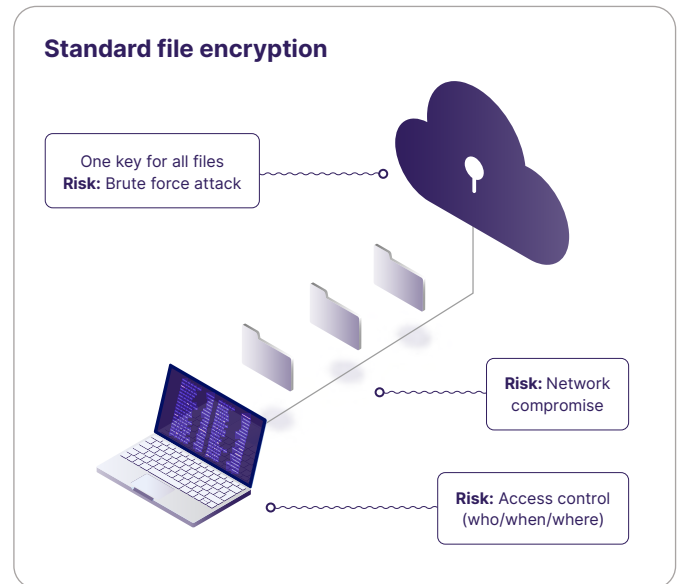 Standard file encryption
One key for all files
Risk: Brute force attack
Risk: Network
compromise
Risk: Access control
(who/when/where)